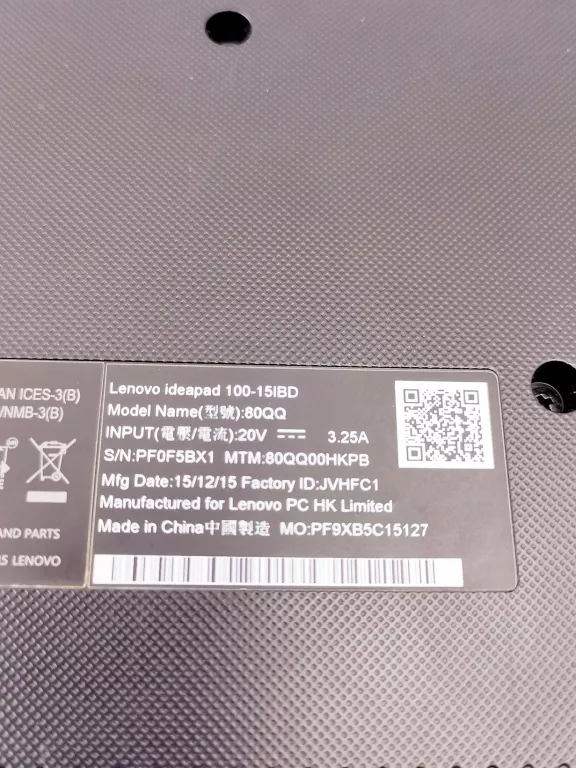 AN ICES-3(B)
/NMB-3(B)
AND PARTS
LENOVO
Lenovo ideapad 100-15IBD
Model Name(型號):80QQ
INPUT(電壓/電流):20V ⎓ 3.25A
S/N:PF0F5BX1 MTM:80QQ00HKPB
Mfg Date:15/12/15 Factory ID:JVHFC1
Manufactured for Lenovo PC HK Limited
Made in China中國製造 MO:PF9XB5C15127